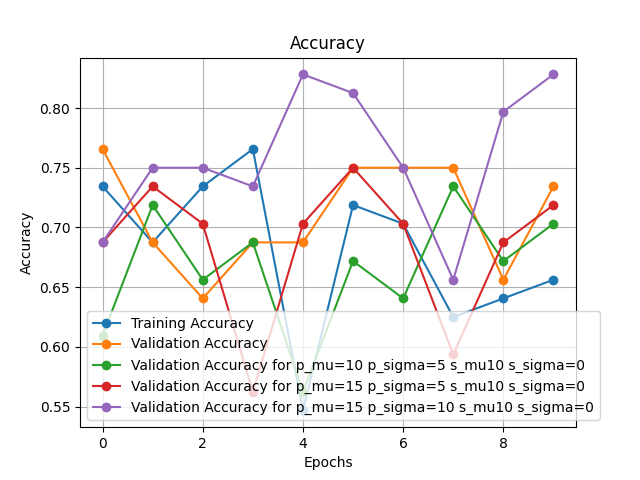 Accuracy
0.80
0.75
0.70
0.65
0.60
0.55
Accuracy
Training Accuracy
Validation Accuracy
Validation Accuracy for p_mu=10 p_sigma=5 s_mu10 s_sigma=0
Validation Accuracy for p_mu=15 p_sigma=5 s_mu10 s_sigma=0
Validation Accuracy for p_mu=15 p_sigma=10 s_mu10 s_sigma=0
0 2 4 6 8
Epochs